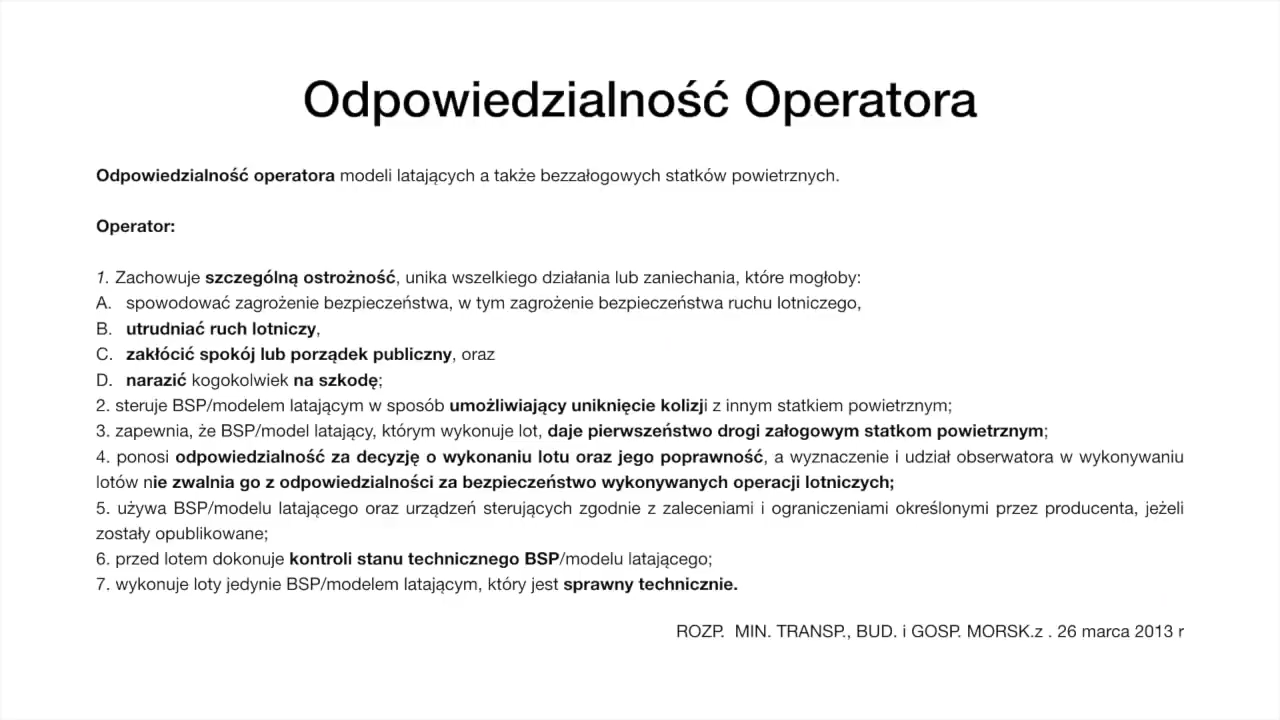 Odpowiedzialność Operatora
Odpowiedzialność operatora modeli latających a także bezzałogowych statków powietrznych.
Operator:
1. Zachowuje szczególną ostrożność, unika wszelkiego działania lub zaniechania, które mogłoby:
A. spowodować zagrożenie bezpieczeństwa, w tym zagrożenie bezpieczeństwa ruchu lotniczego,
B. utrudniać ruch lotniczy,
C. zakłócić spokój lub porządek publiczny, oraz
D. narazić kogokolwiek na szkodę;
2. steruje BSP/modelem latającym w sposób umożliwiający uniknięcie kolizji z innym statkiem powietrznym;
3. zapewnia, że BSP/model latający, którym wykonuje lot, daje pierwszeństwo drogi załogowym statkom powietrznym;
4. ponosi odpowiedzialność za decyzję o wykonaniu lotu oraz jego poprawność, a wyznaczenie i udział obserwatora w wykonywaniu
lotów nie zwalnia go z odpowiedzialności za bezpieczeństwo wykonywanych operacji lotniczych;
5. używa BSP/modelu latającego oraz urządzeń sterujących zgodnie z zaleceniami i ograniczeniami określonymi przez producenta, jeżeli
zostały opublikowane;
6. przed lotem dokonuje kontroli stanu technicznego BSP/modelu latającego;
7. wykonuje loty jedynie BSP/modelem latającym, który jest sprawny technicznie.
ROZP. MIN. TRANSP., BUD. i GOSP. MORSK.z . 26 marca 2013 r